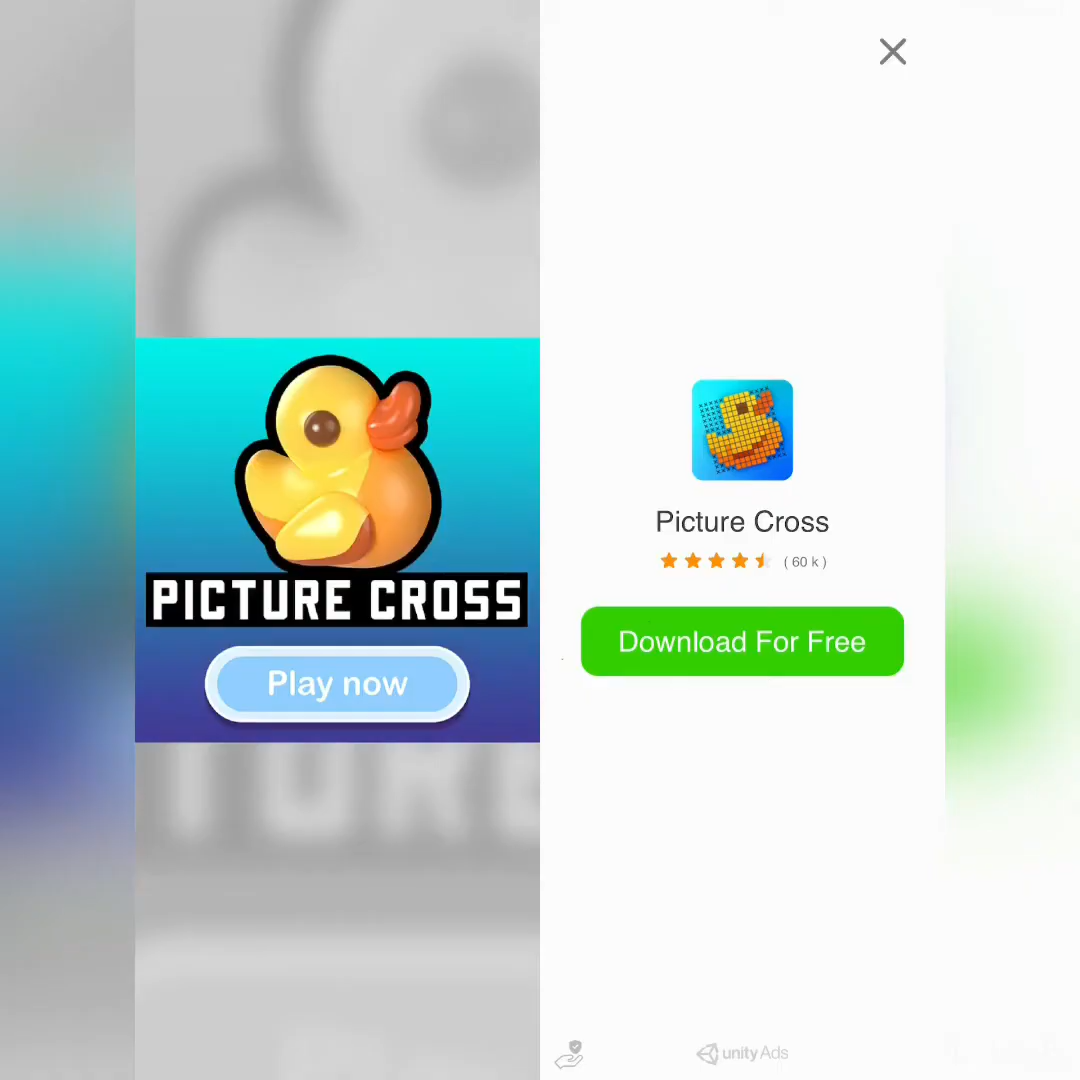 PICTURE CROSS
Play now
Picture Cross
( 60 k )
Download For Free
unity Ads